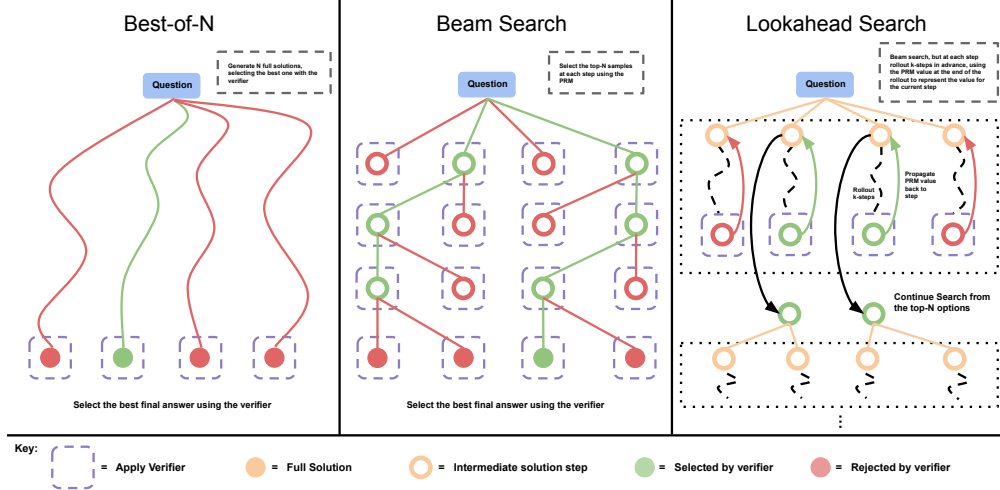 Best-of-N
Generate N full solutions,
selecting the best one with the
verifier
Question
Select the best final answer using the verifier
Beam Search
Select the top-N samples
at each step using the
PRM
Question
Select the best final answer using the verifier
Lookahead Search
Beam search, but at each step
rollout k-steps in advance, using
the PRM value at the end of the
rollout to represent the value for
the current step
Question
Rollout
k-steps
Propagate
PRM value
back to
step
Continue Search from
the top-N options
Key:
= Apply Verifier
= Full Solution
= Intermediate solution step
= Selected by verifier
= Rejected by verifier